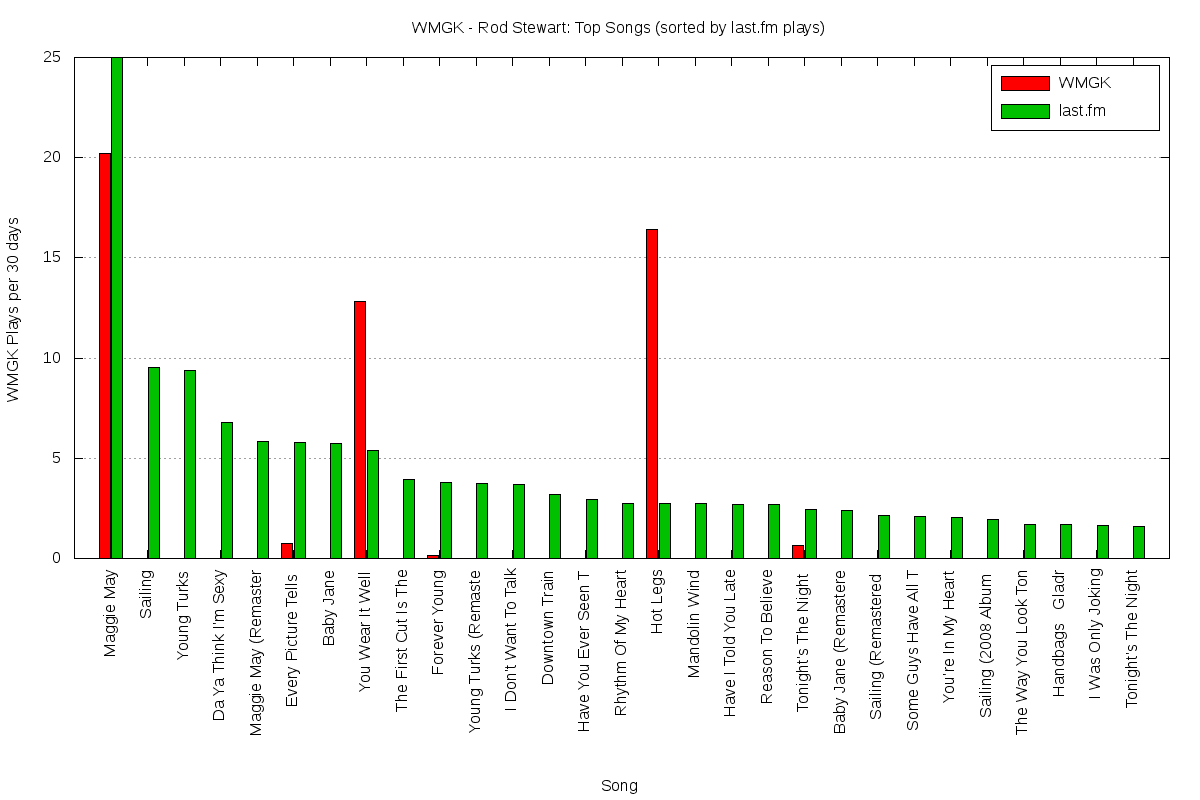 WMGK - Rod Stewart: Top Songs (sorted by last.fm plays)
WMGK
last.fm
WMGK Plays per 30 days
25
20
15
10
5
0
Maggie May
Sailing
Young Turks
Da Ya Think I'm Sexy
Maggie May (Remaster
Every Picture Tells
Baby Jane
You Wear It Well
The First Cut Is The
Forever Young
Young Turks (Remaste
I Don't Want To Talk
Downtown Train
Have You Ever Seen T
Rhythm Of My Heart
Hot Legs
Mandolin Wind
Have I Told You Late
Reason To Believe
Tonight's The Night
Baby Jane (Remastere
Sailing (Remastered
Some Guys Have All T
You're In My Heart
Sailing (2008 Album
The Way You Look Ton
Handbags  Gladr
I Was Only Joking
Tonight's The Night
Song